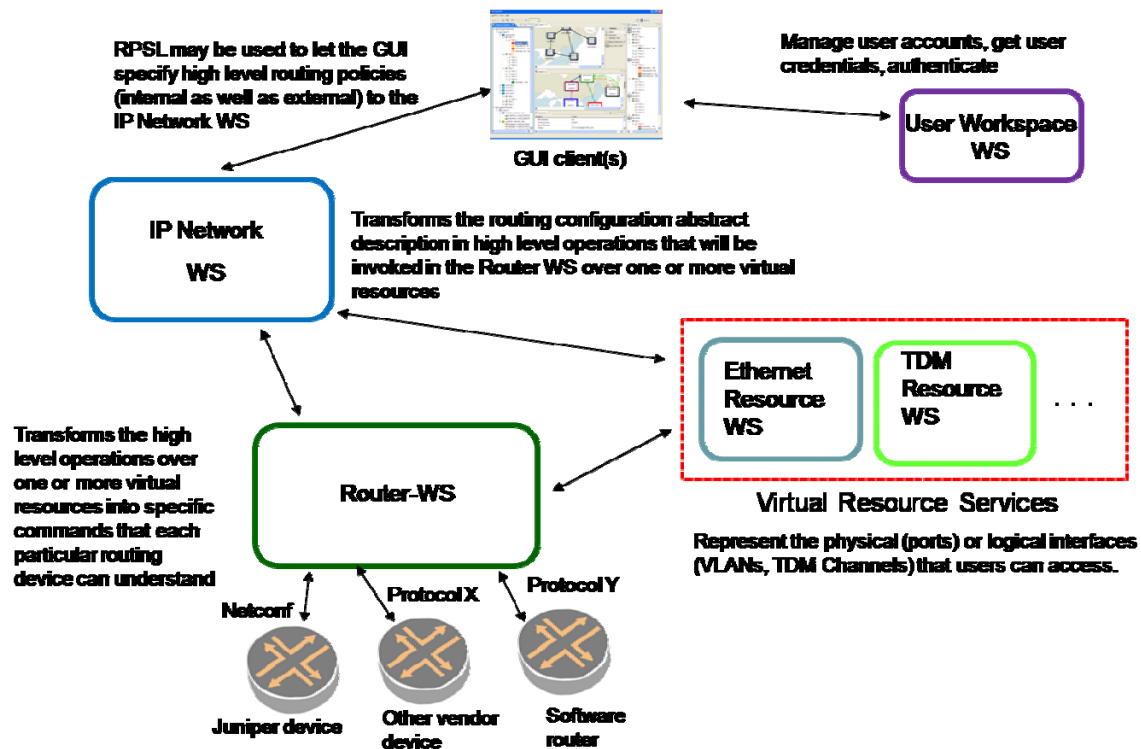 RPSL may be used to let the GUI
specify high level routing policies
(internal as well as external) to the
IP Network WS
GUI client(s)
Manage user accounts, get user
credentials, authenticate
User Workspace
WS
IP Network
WS
Transforms the routing configuration abstract
description in high level operations that will be
invoked in the Router WS over one or more virtual
resources
Ethernet
Resource
WS
TDM
Resource
WS
. . .
Virtual Resource Services
Represent the physical (ports) or logical interfaces
(VLANs, TDM Channels) that users can access.
Transforms the high
level operations over
one or more virtual
resources into specific
commands that each
particular routing
device can understand
Router-WS
Netconf
Protocol X
Protocol Y
Juniper device
Other vendor
device
Software
router